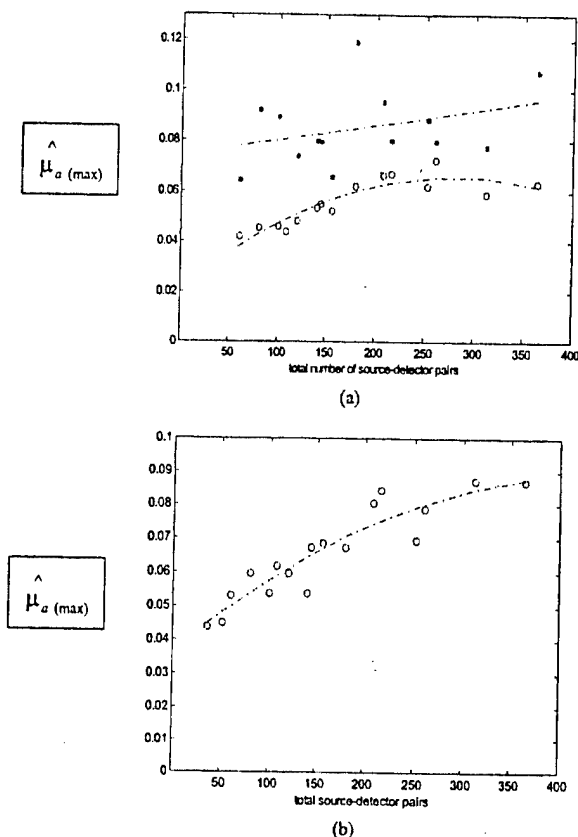 0.12
0.1
0.08
0.06
0.04
0.02
0
μ̂a (max)
50 100 150 200 250 300 350 400
total number of source-detector pairs
(a)
0.1
0.09
0.08
0.07
0.06
0.05
0.04
0.03
0.02
0.01
0
μ̂a (max)
50 100 150 200 250 300 350 400
total source-detector pairs
(b)